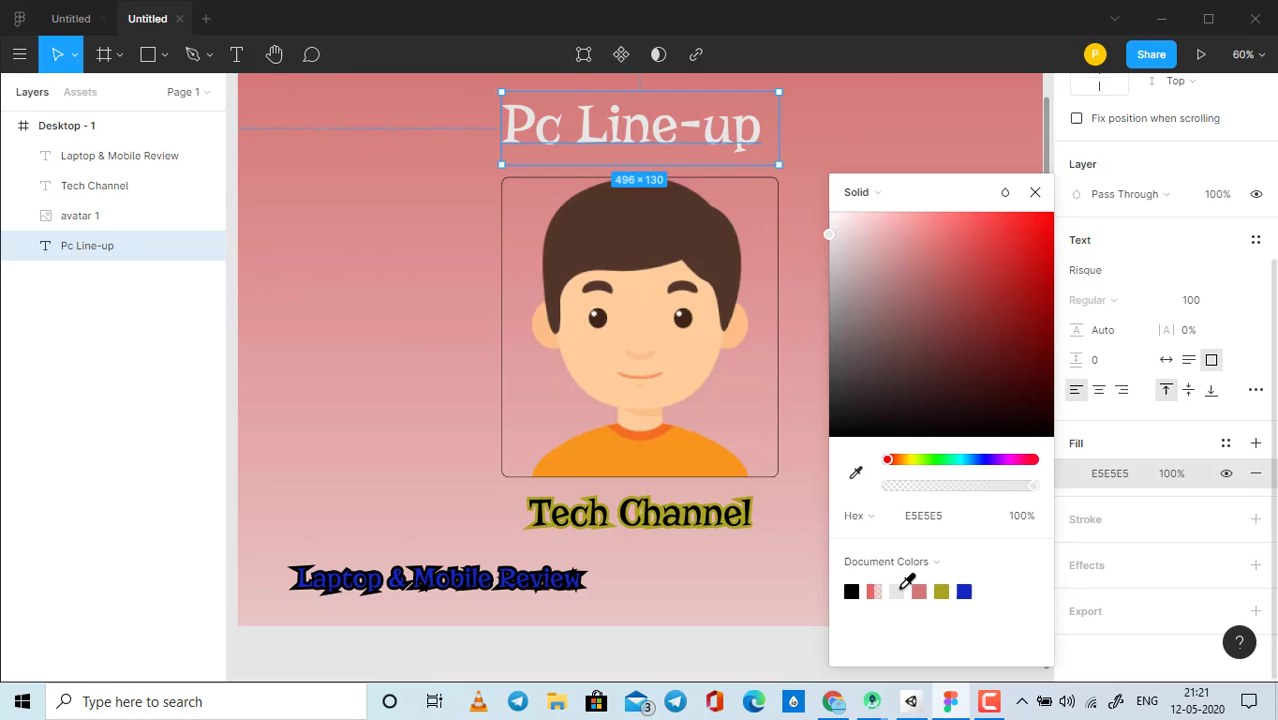 Untitled
Untitled
P
Share
60%
Layers
Assets
Page 1
Desktop - 1
Laptop & Mobile Review
Tech Channel
avatar 1
Pc Line-up
Pc Line-up
496 × 130
Tech Channel
Laptop & Mobile Review
Solid
Hex
E5E5E5
100%
Document Colors
Top
Fix position when scrolling
Layer
Pass Through
100%
Text
Risque
Regular
100
Auto
0%
0
Fill
E5E5E5
100%
Stroke
Effects
Export
?
Type here to search
3
ENG
21:21
12-05-2020